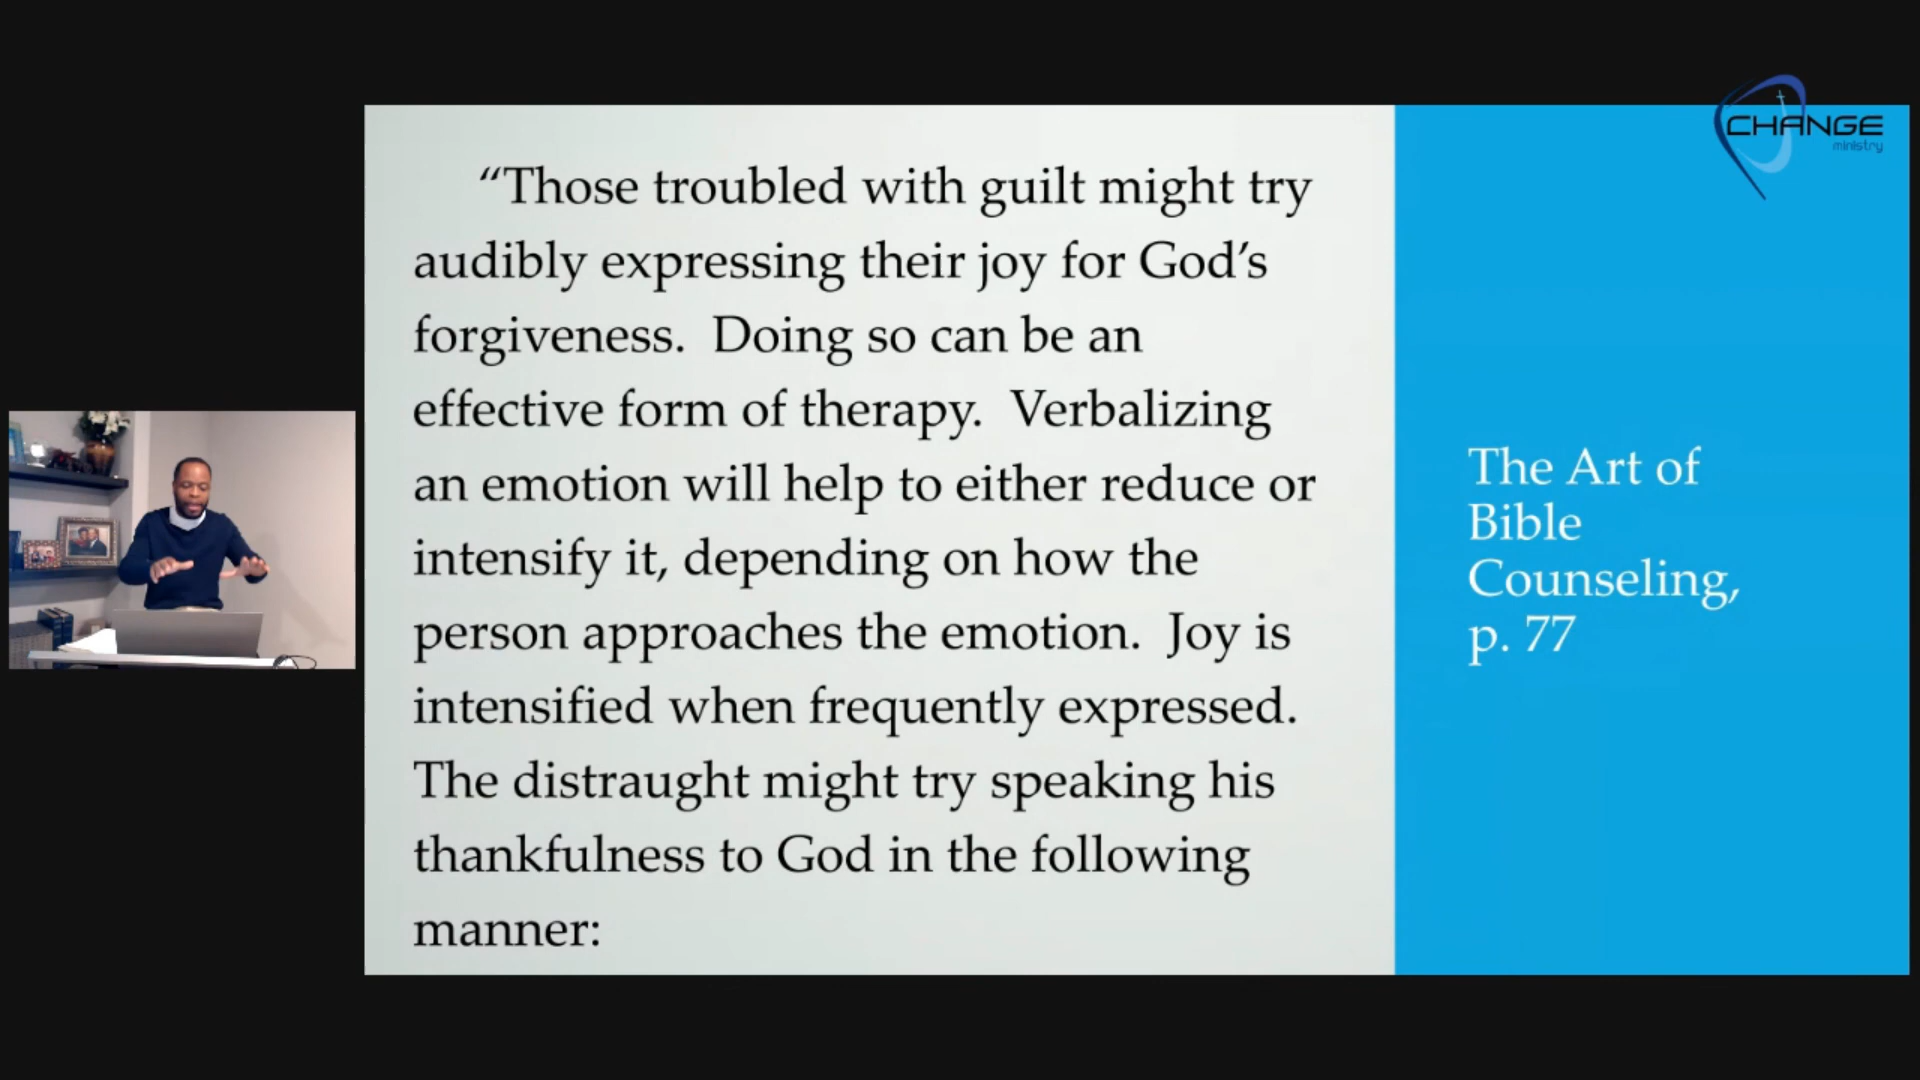 “Those troubled with guilt might try
audibly expressing their joy for God’s
forgiveness.  Doing so can be an
effective form of therapy.  Verbalizing
an emotion will help to either reduce or
intensify it, depending on how the
person approaches the emotion.  Joy is
intensified when frequently expressed.
The distraught might try speaking his
thankfulness to God in the following
manner:
CHANGE
ministry
The Art of
Bible
Counseling,
p. 77